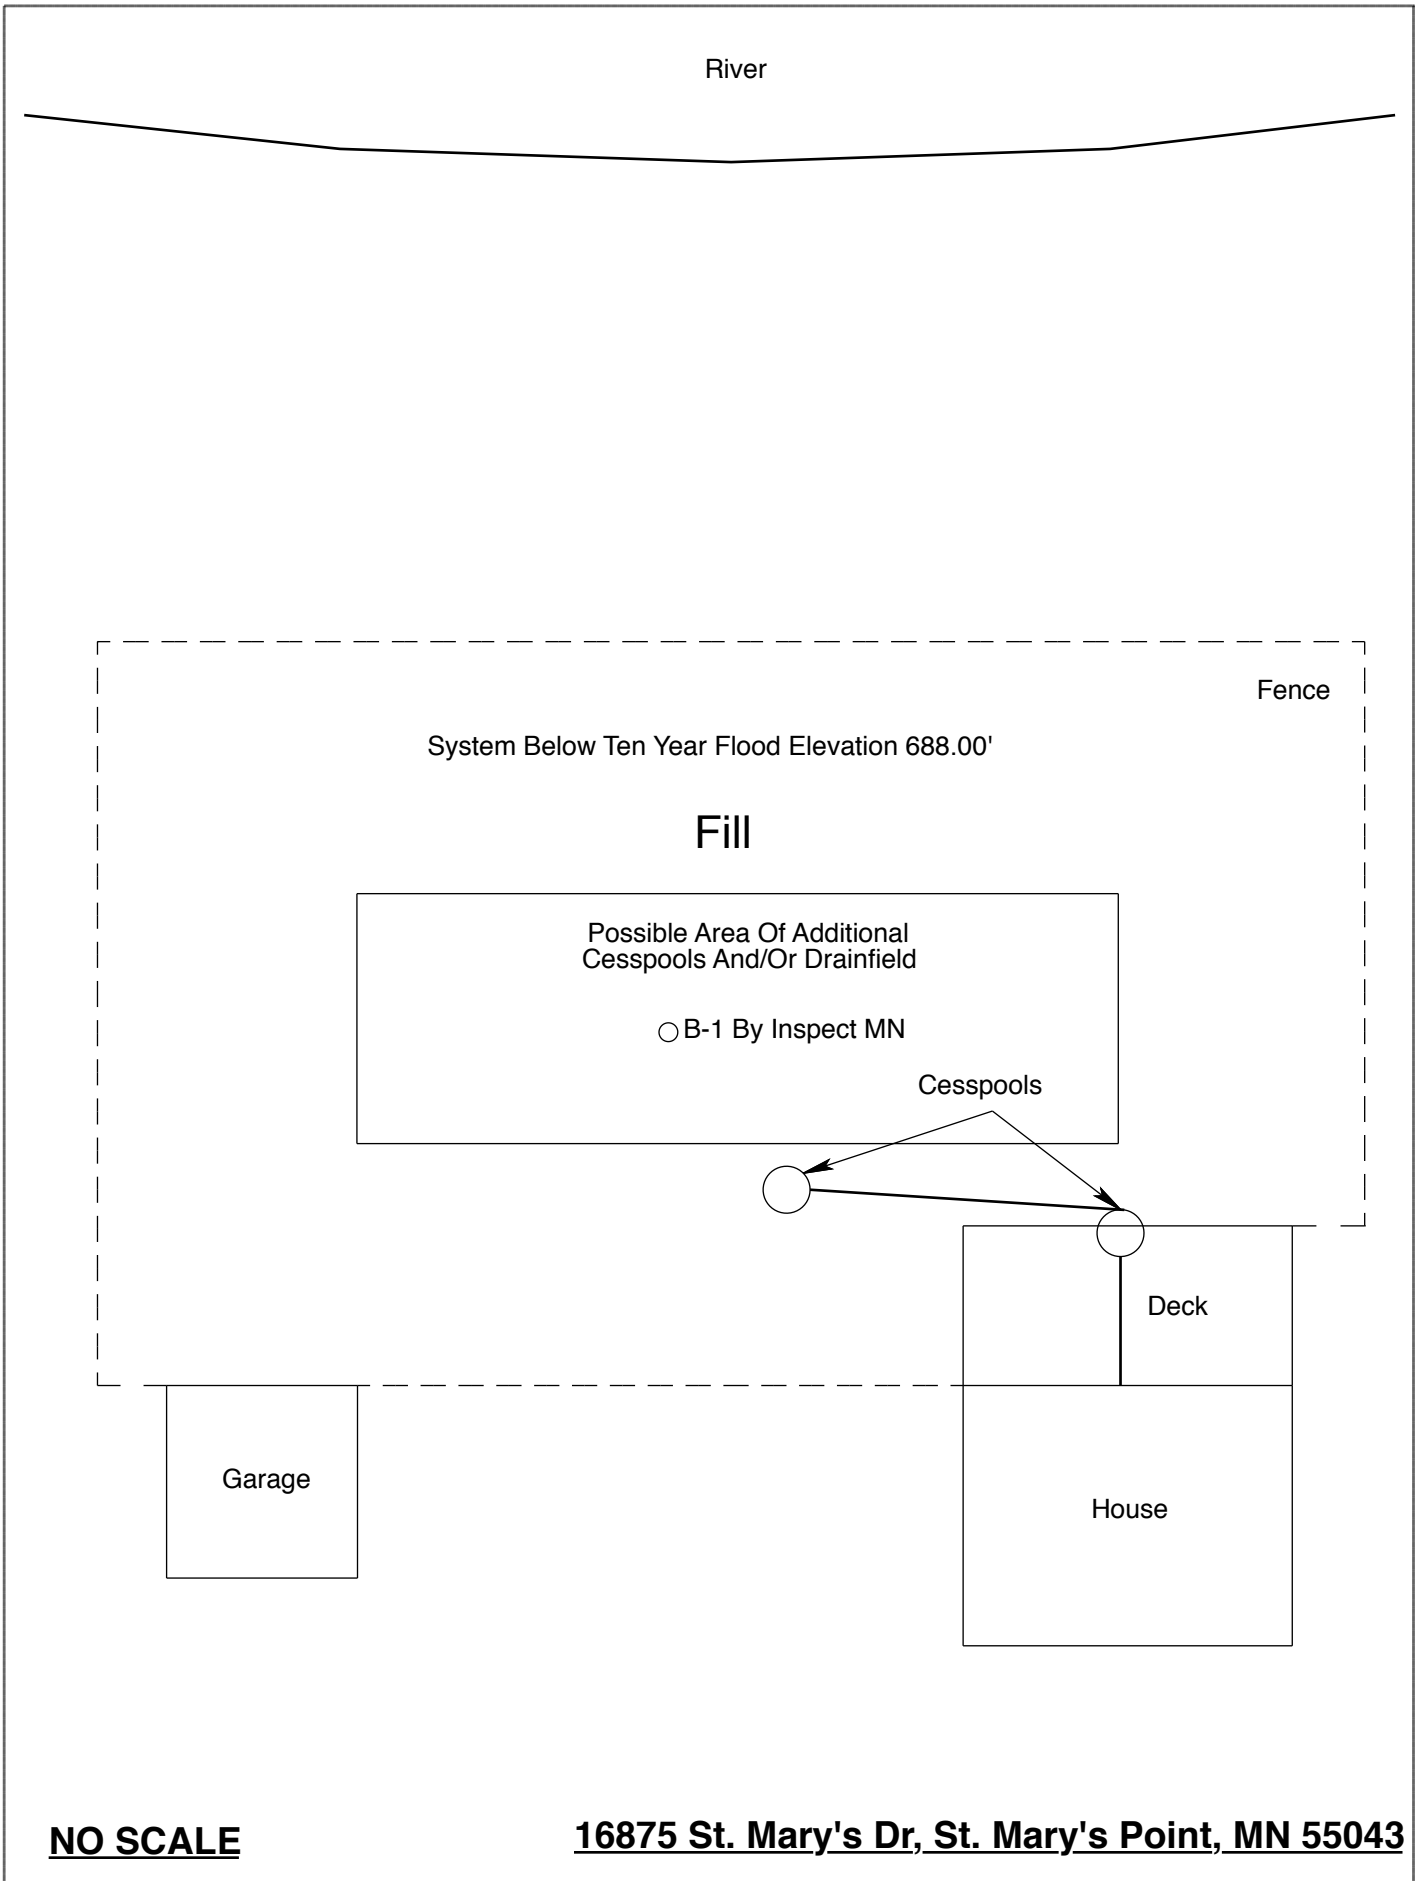 River
Fence
System Below Ten Year Flood Elevation 688.00'
Fill
Possible Area Of Additional
Cesspools And/Or Drainfield
B-1 By Inspect MN
Cesspools
Deck
Garage
House
NO SCALE
16875 St. Mary's Dr, St. Mary's Point, MN 55043